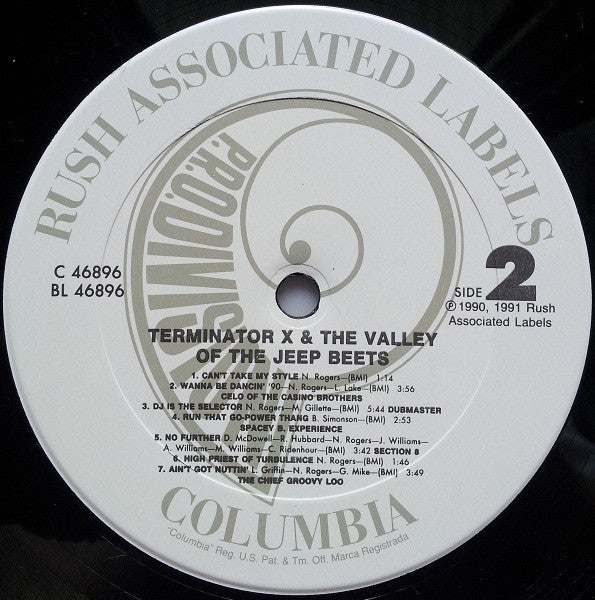 RUSH ASSOCIATED LABELS
P.R.O.DIVISION
C 46896
BL 46896
SIDE 2
℗ 1990, 1991 Rush
Associated Labels
TERMINATOR X & THE VALLEY
OF THE JEEP BEETS
1. CAN'T TAKE MY STYLE N. Rogers—(BMI) 1:14
2. WANNA BE DANCIN' '90—N. Rogers—L. Lake—(BMI) 3:56
CELO OF THE CASINO BROTHERS
3. DJ IS THE SELECTOR N. Rogers—M. Gillette—(BMI) 5:44 DUBMASTER
4. RUN THAT GO-POWER THANG B. Simonson—(BMI) 2:53
SPACEY B. EXPERIENCE
5. NO FURTHER D. McDowell—R. Hubbard—N. Rogers—J. Williams—
A. Williams—M. Williams—C. Ridenhour—(BMI) 3:42 SECTION 8
6. HIGH PRIEST OF TURBULENCE N. Rogers—(BMI) 1:46
7. AIN'T GOT NUTTIN' L. Griffin—N. Rogers—G. Mike—(BMI) 3:49
THE CHIEF GROOVY LOO
COLUMBIA
"Columbia" Reg. U.S. Pat. & Tm. Off. Marca Registrada